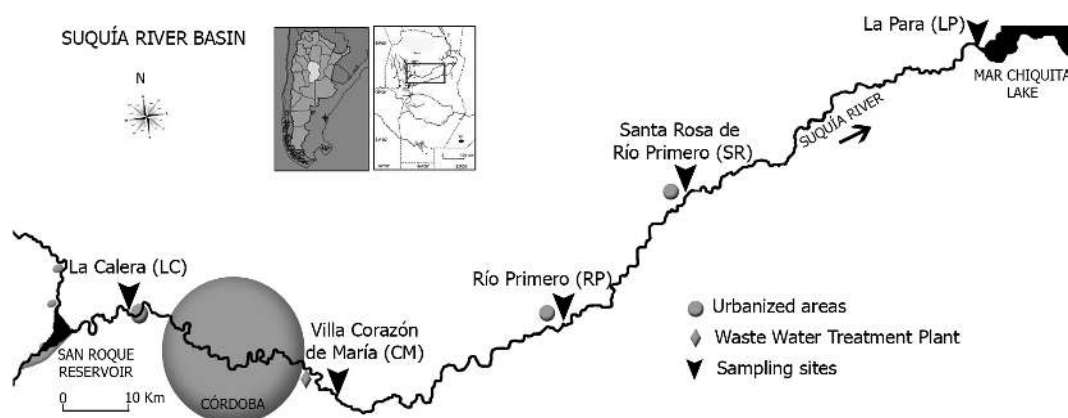 SUQUÍA RIVER BASIN
N
La Para (LP)
MAR CHIQUITA
LAKE
SUQUÍA RIVER
Santa Rosa de
Río Primero (SR)
La Calera (LC)
Río Primero (RP)
Villa Corazón
de María (CM)
SAN ROQUE
RESERVOIR
0 10 Km
CÓRDOBA
Urbanized areas
Waste Water Treatment Plant
Sampling sites